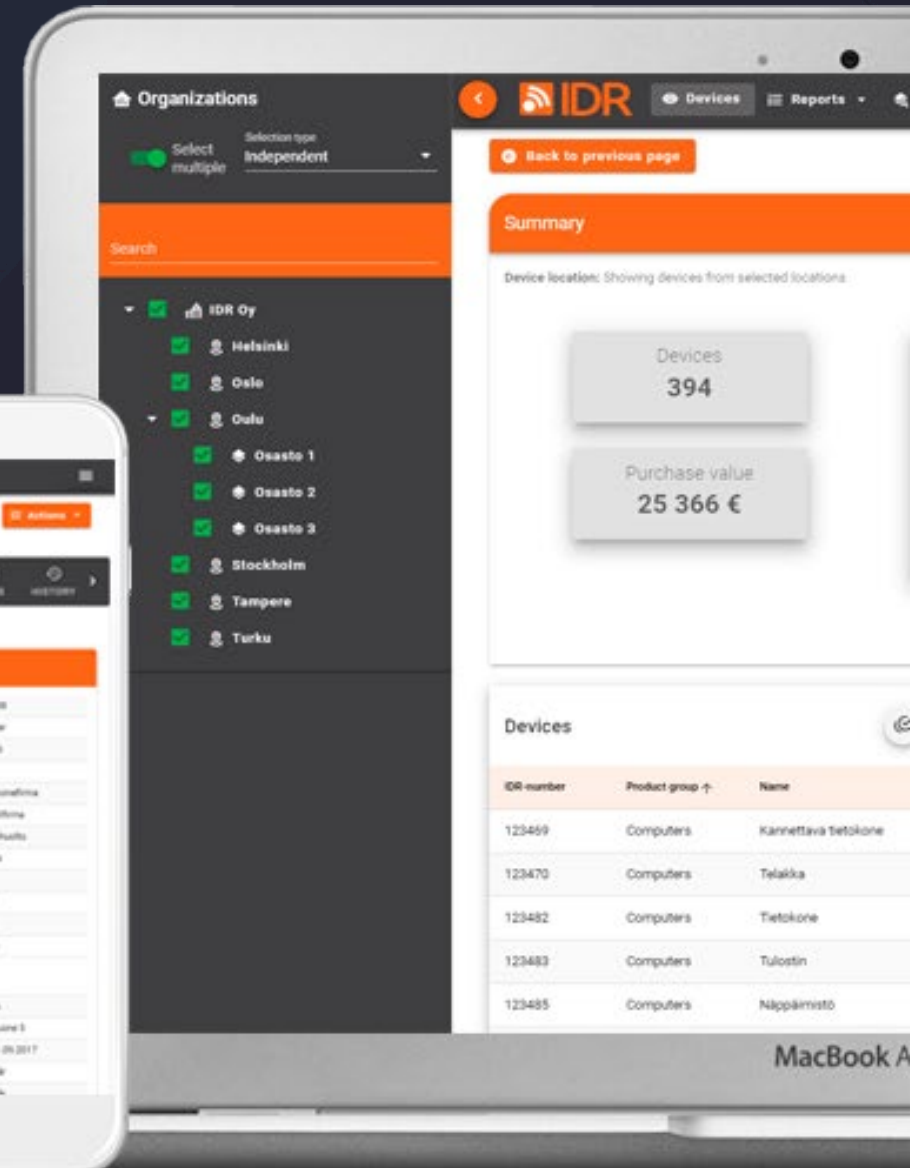 Organizations
Select multiple
Selection type
Independent
Search
IDR Oy
Helsinki
Oslo
Oulu
Osasto 1
Osasto 2
Osasto 3
Stockholm
Tampere
Turku
IDR
Devices
Reports
Back to previous page
Summary
Device location: Showing devices from selected locations
Devices
394
Purchase value
25 366 €
Devices
IDR-number Product group Name
123469 Computers Kannettava tietokone
123470 Computers Telakka
123482 Computers Tietokone
123483 Computers Tulostin
123485 Computers Näppäimistö
MacBook A
Actions
HISTORY